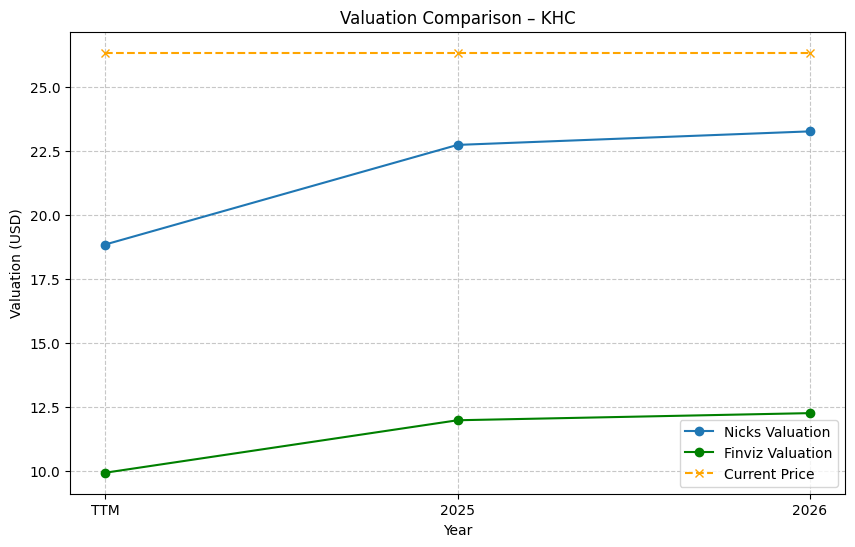 Valuation Comparison – KHC
Valuation (USD)
25.0
22.5
20.0
17.5
15.0
12.5
10.0
TTM
2025
2026
Year
Nicks Valuation
Finviz Valuation
Current Price